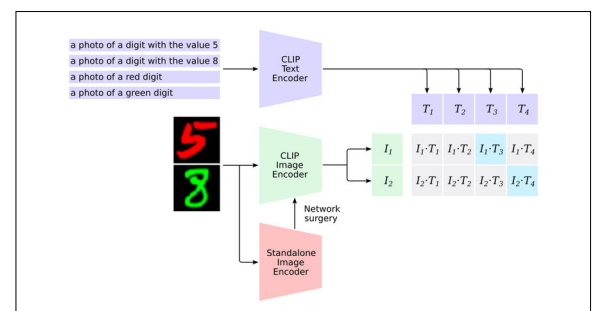 a photo of a digit with the value 5
a photo of a digit with the value 8
a photo of a red digit
a photo of a green digit
CLIP
Text
Encoder
T1 T2 T3 T4
5
8
CLIP
Image
Encoder
I1 I1·T1 I1·T2 I1·T3 I1·T4
I2 I2·T1 I2·T2 I2·T3 I2·T4
Network
surgery
Standalone
Image
Encoder